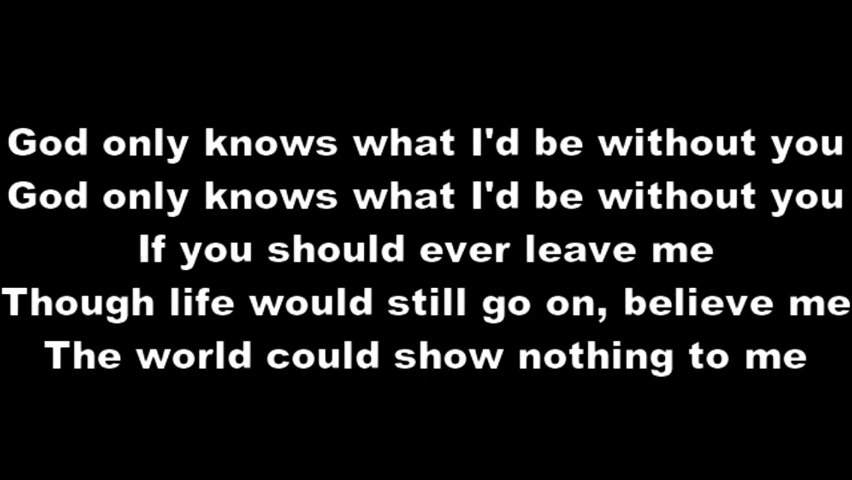 God only knows what I'd be without you
God only knows what I'd be without you
If you should ever leave me
Though life would still go on, believe me
The world could show nothing to me